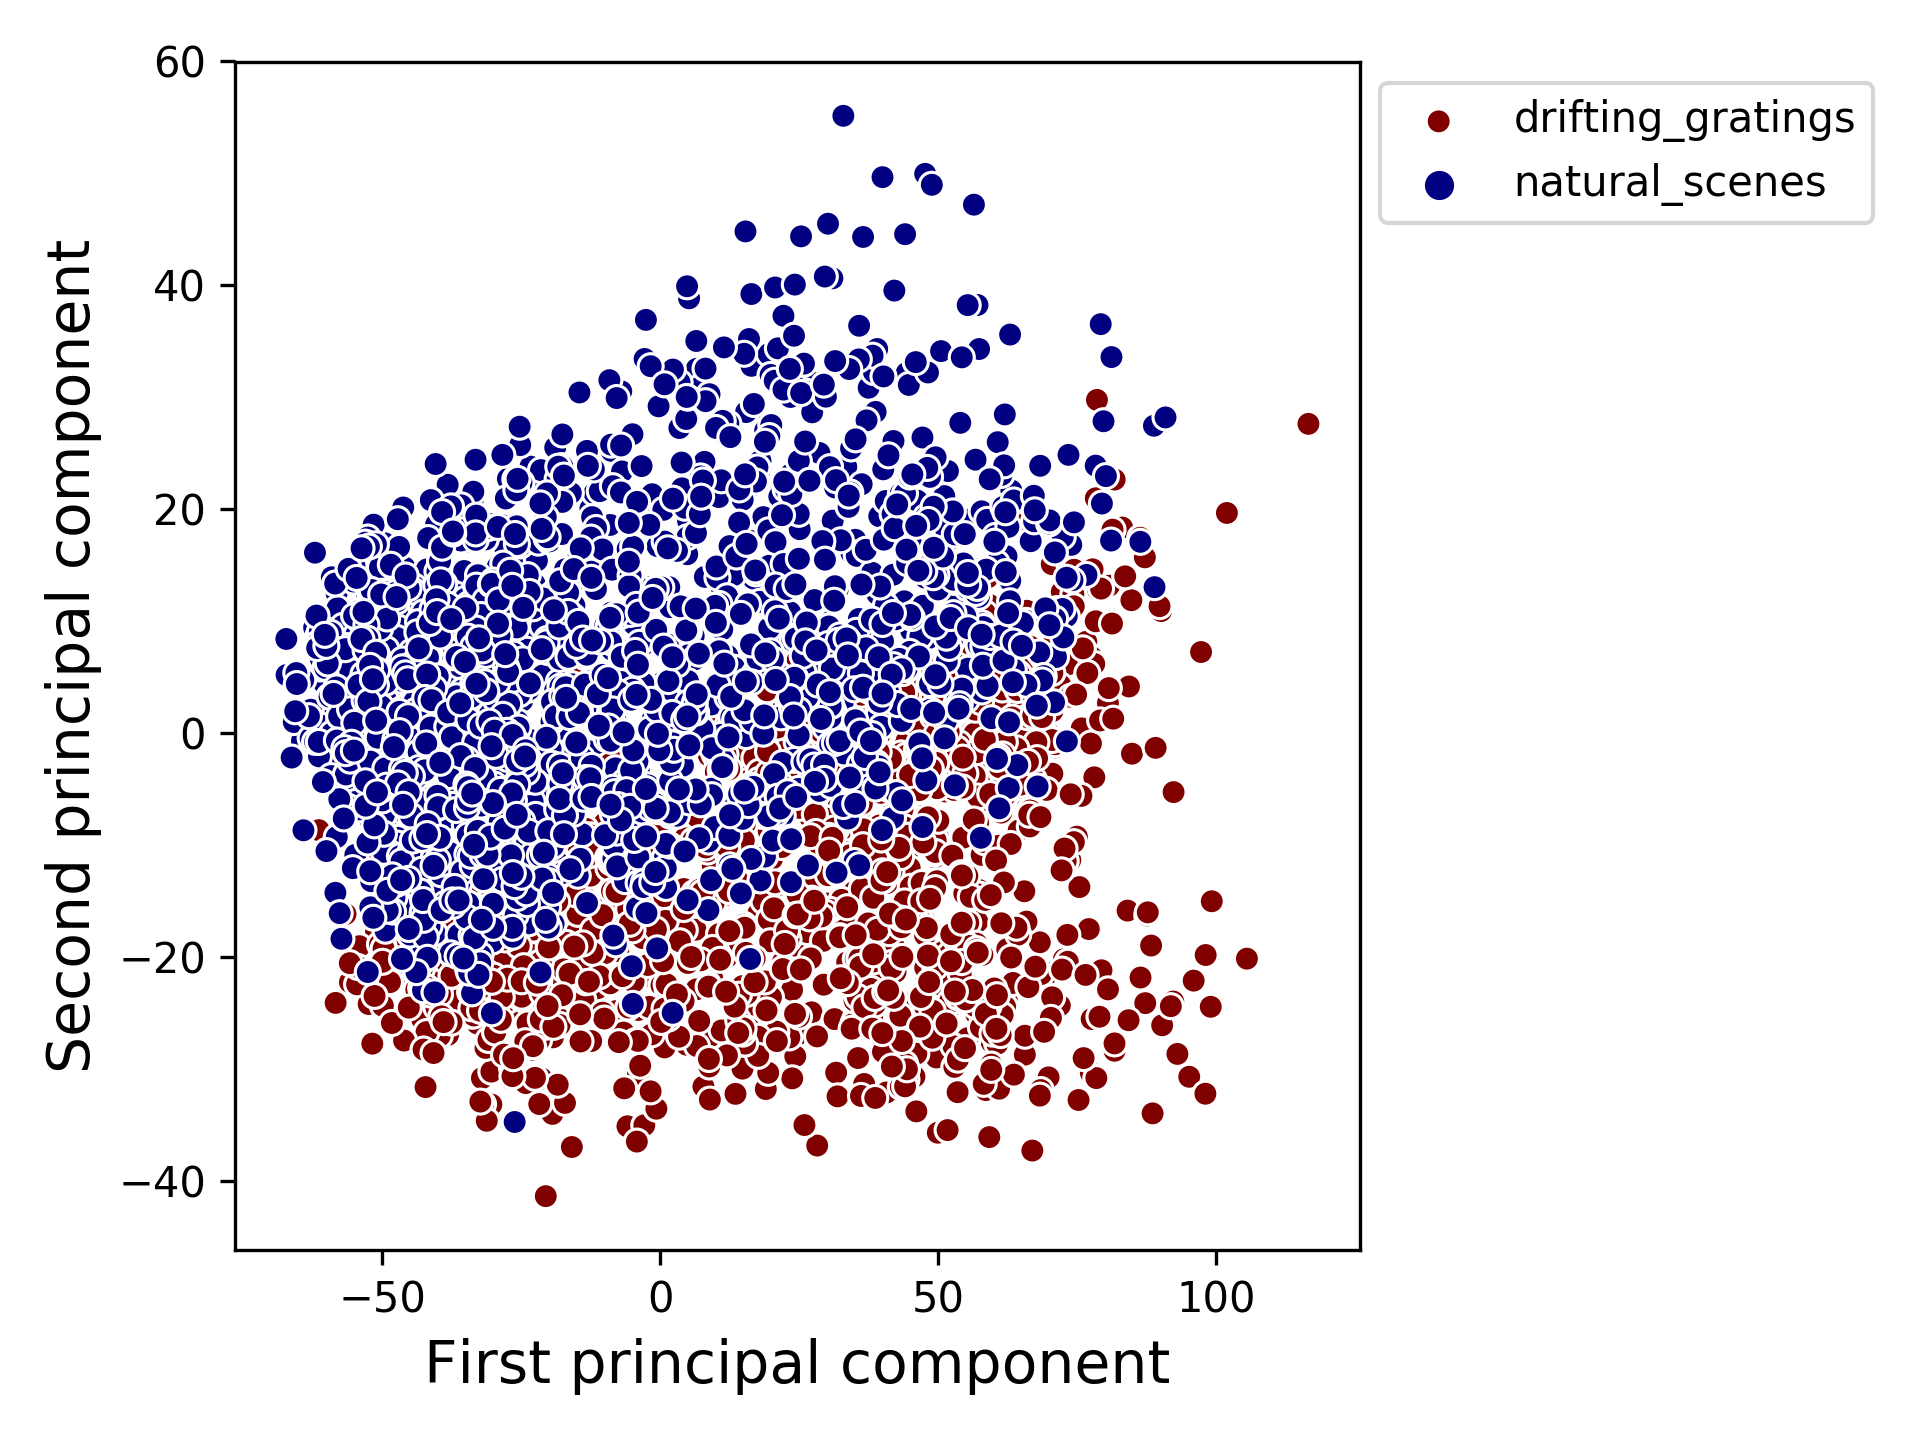 60
40
20
0
−20
−40
−50
0
50
100
First principal component
Second principal component
drifting_gratings
natural_scenes